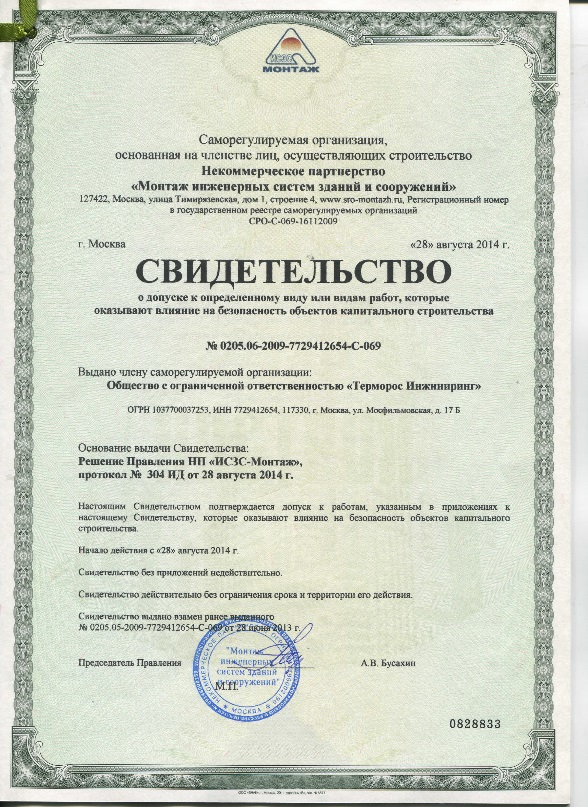 ИСЗС
МОНТАЖ
Саморегулируемая организация,
основанная на членстве лиц, осуществляющих строительство
Некоммерческое партнерство
«Монтаж инженерных систем зданий и сооружений»
127422, Москва, улица Тимирязевская, дом 1, строение 4, www.sro-montazh.ru, Регистрационный номер
в государственном реестре саморегулируемых организаций
СРО-С-069-16112009
г. Москва «28» августа 2014 г.
СВИДЕТЕЛЬСТВО
о допуске к определенному виду или видам работ, которые
оказывают влияние на безопасность объектов капитального строительства
№ 0205.06-2009-7729412654-С-069
Выдано члену саморегулируемой организации:
Общество с ограниченной ответственностью «Терморос Инжиниринг»
ОГРН 1037700037253, ИНН 7729412654, 117330, г. Москва, ул. Мосфильмовская, д. 17 Б
Основание выдачи Свидетельства:
Решение Правления НП «ИСЗС-Монтаж»,
протокол № 304 ИД от 28 августа 2014 г.
Настоящим Свидетельством подтверждается допуск к работам, указанным в приложениях к
настоящему Свидетельству, которые оказывают влияние на безопасность объектов капитального
строительства.
Начало действия с «28» августа 2014 г.
Свидетельство без приложений недействительно.
Свидетельство действительно без ограничения срока и территории его действия.
Свидетельство выдано взамен ранее выданного
№ 0205.05-2009-7729412654-С-069 от 28 июня 2013 г.
Председатель Правления А.В. Бусахин
"Монтаж
инженерных
систем зданий
и сооружений"
М.П.
МОСКВА
0828833